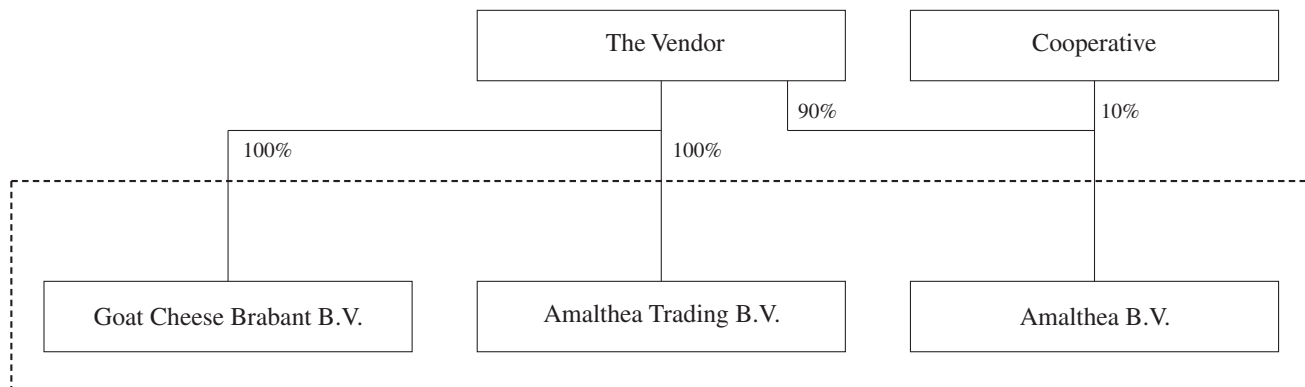 The Vendor
Cooperative
90%
10%
100%
100%
Goat Cheese Brabant B.V.
Amalthea Trading B.V.
Amalthea B.V.